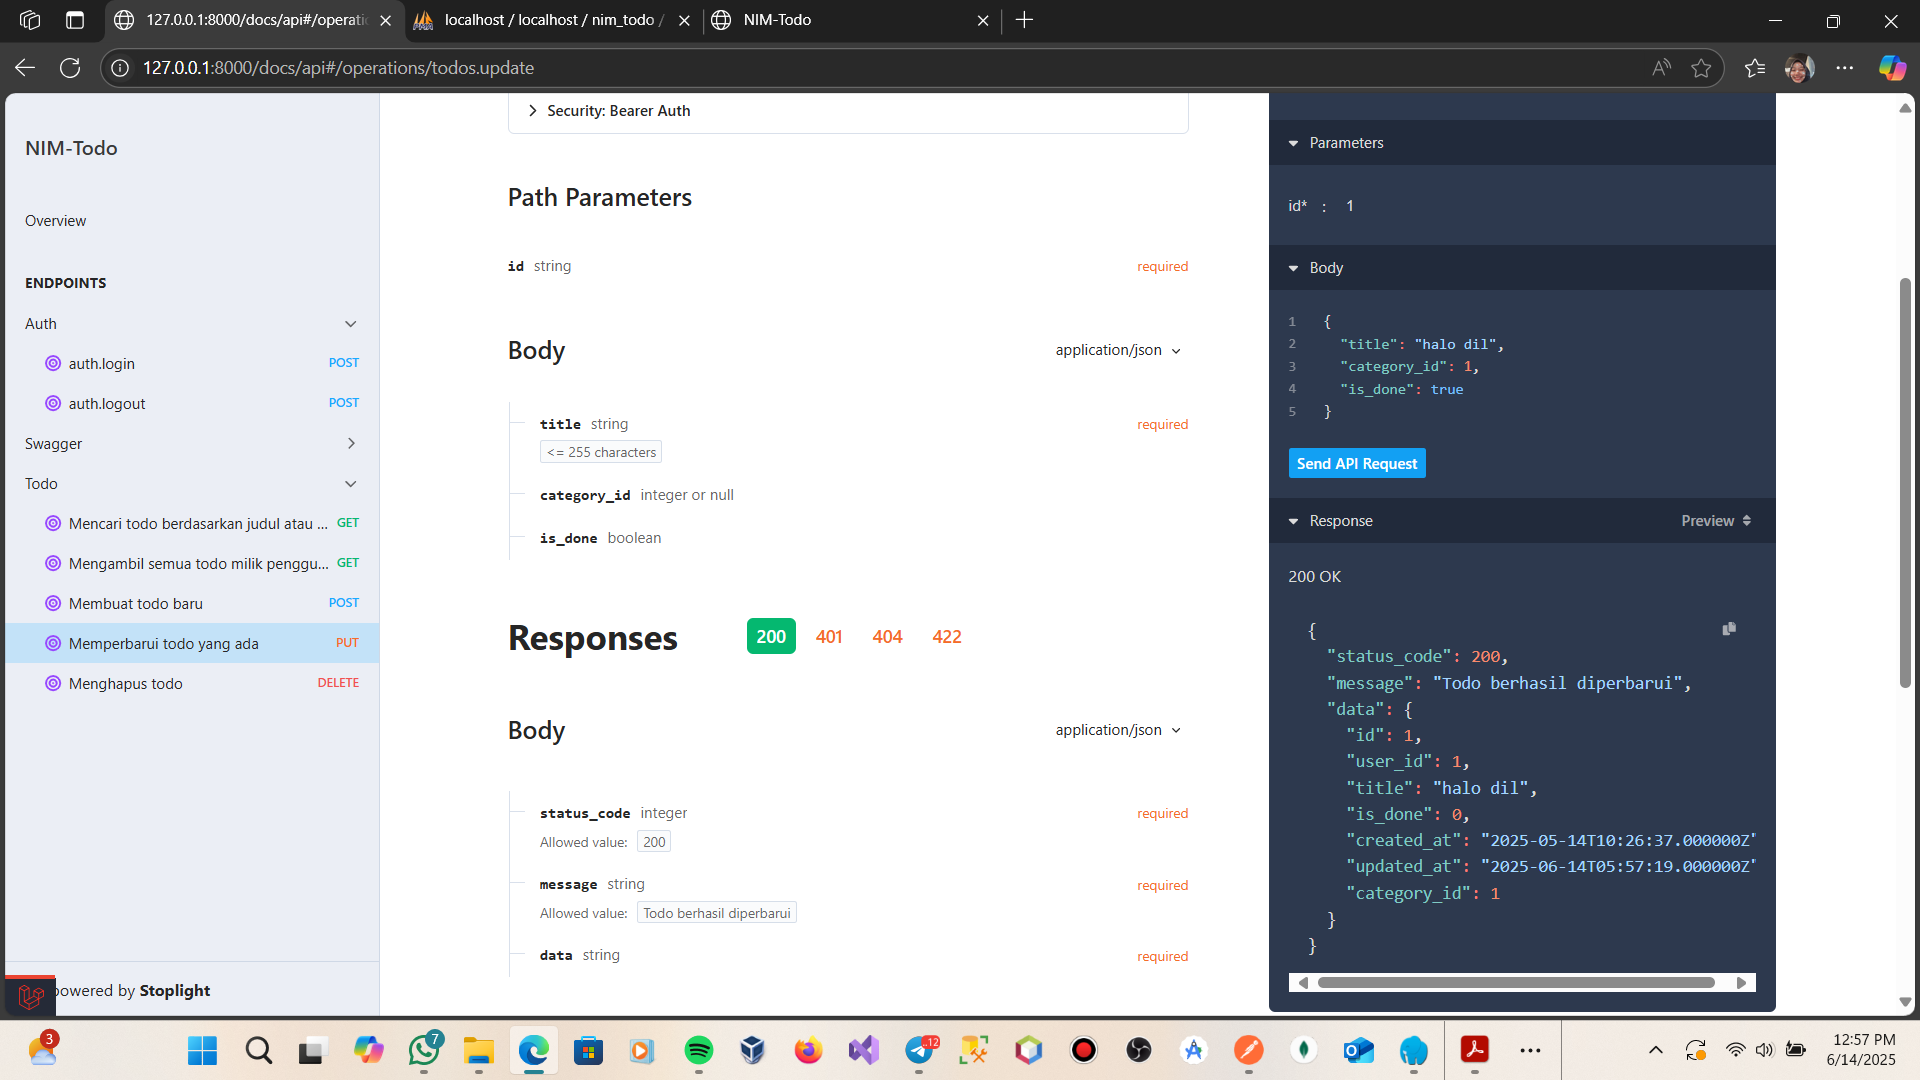 127.0.0.1:8000/docs/api#/operati
localhost / localhost / nim_todo /
NIM-Todo
127.0.0.1:8000/docs/api#/operations/todos.update
NIM-Todo
Overview
ENDPOINTS
Auth
auth.login POST
auth.logout POST
Swagger
Todo
Mencari todo berdasarkan judul atau ... GET
Mengambil semua todo milik penggu... GET
Membuat todo baru POST
Memperbarui todo yang ada PUT
Menghapus todo DELETE
powered by Stoplight
Security: Bearer Auth
Path Parameters
id string required
Body application/json
title string required
<= 255 characters
category_id integer or null
is_done boolean
Responses 200 401 404 422
Body application/json
status_code integer required
Allowed value: 200
message string required
Allowed value: Todo berhasil diperbarui
data string required
Parameters
id* : 1
Body
1 {
2 "title": "halo dil",
3 "category_id": 1,
4 "is_done": true
5 }
Send API Request
Response Preview
200 OK
{
"status_code": 200,
"message": "Todo berhasil diperbarui",
"data": {
"id": 1,
"user_id": 1,
"title": "halo dil",
"is_done": 0,
"created_at": "2025-05-14T10:26:37.000000Z"
"updated_at": "2025-06-14T05:57:19.000000Z"
"category_id": 1
}
}
3
7
..12
12:57 PM
6/14/2025